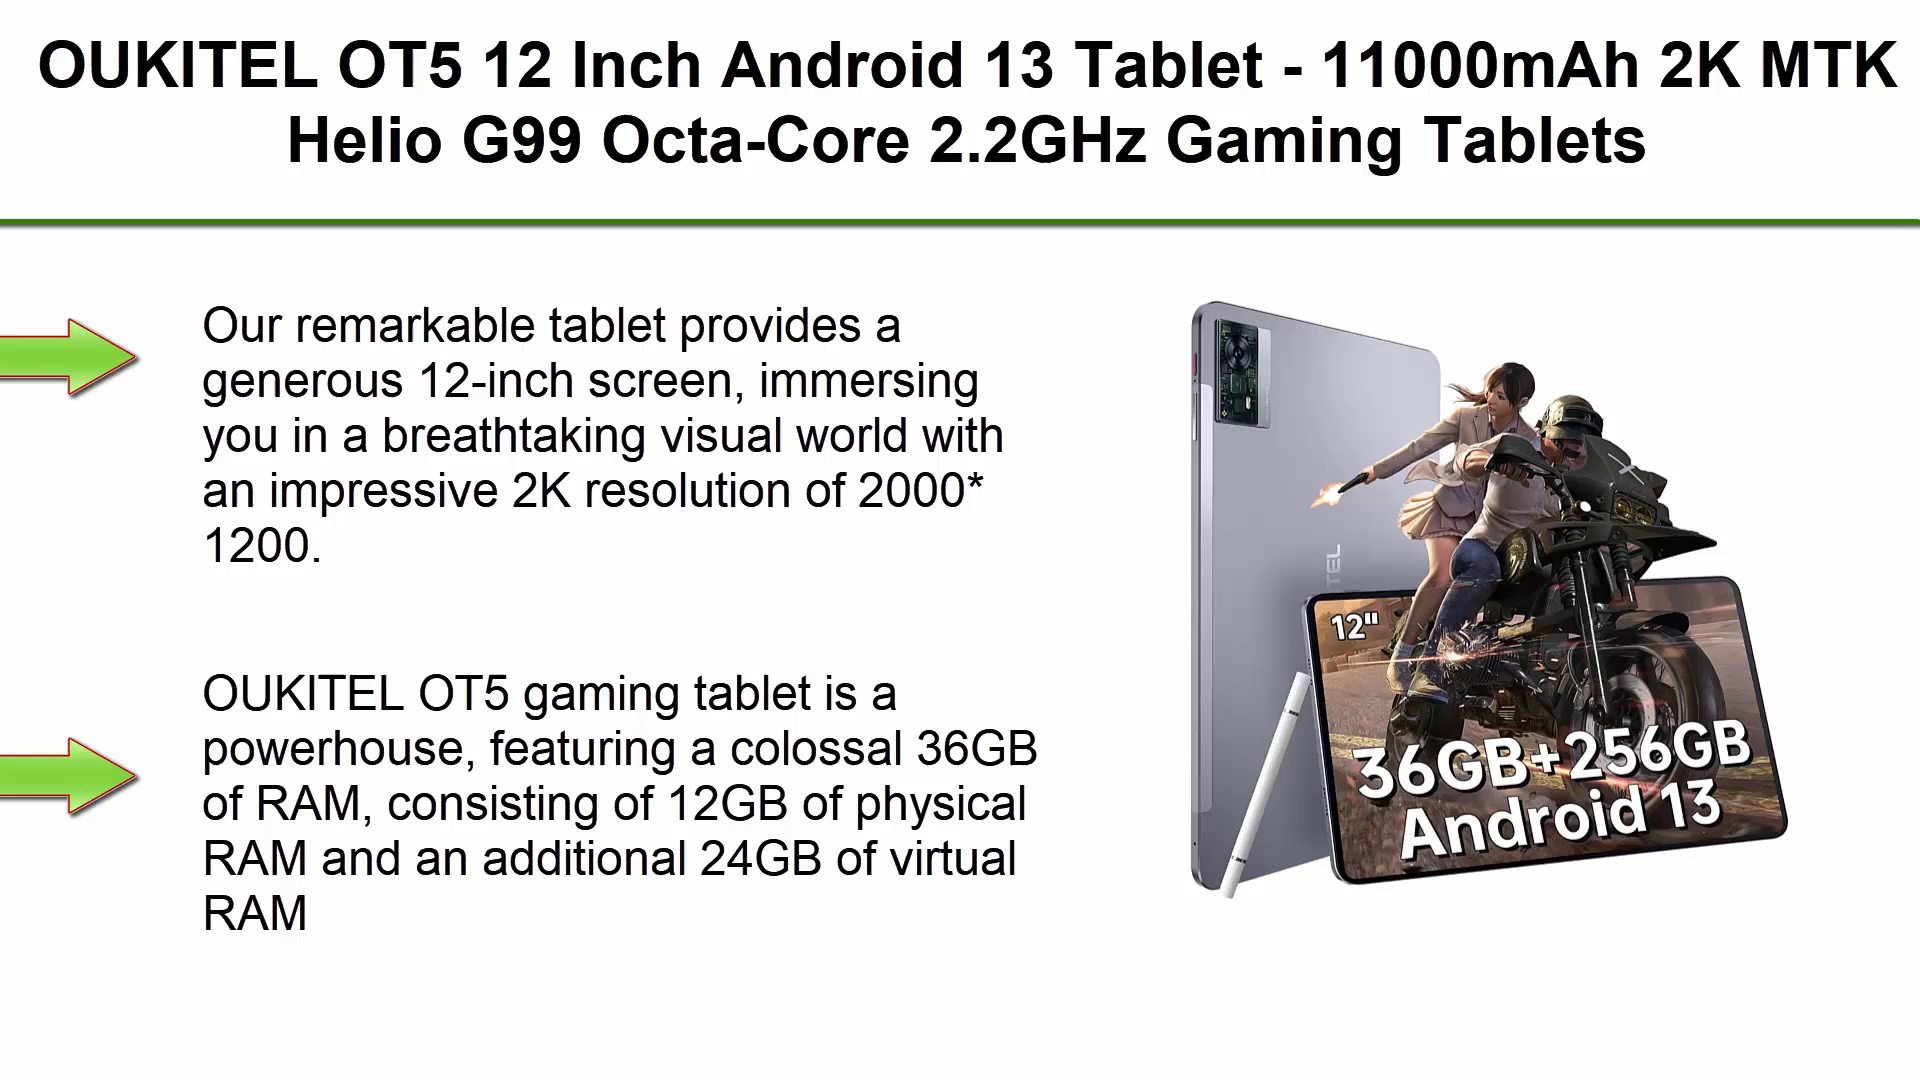 OUKITEL OT5 12 Inch Android 13 Tablet - 11000mAh 2K MTK
Helio G99 Octa-Core 2.2GHz Gaming Tablets
Our remarkable tablet provides a
generous 12-inch screen, immersing
you in a breathtaking visual world with
an impressive 2K resolution of 2000*
1200.
OUKITEL OT5 gaming tablet is a
powerhouse, featuring a colossal 36GB
of RAM, consisting of 12GB of physical
RAM and an additional 24GB of virtual
RAM
TEL
12"
36GB+256GB
Android 13